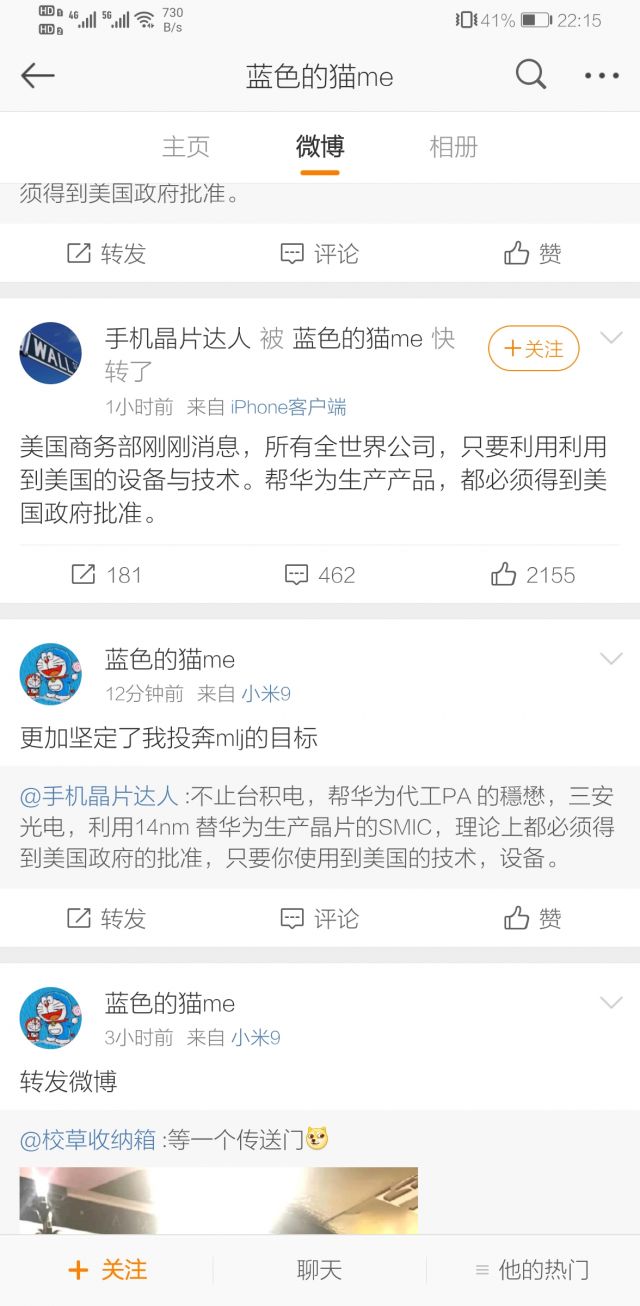 HD 2 4G 5G 730 41% 22:15
HD 2 B/s
蓝色的猫me
主页 微博 相册
须得到美国政府批准。
转发 评论 赞
WALL
手机晶片达人 被 蓝色的猫me 快
转了
+关注
1小时前 来自 iPhone客户端
美国商务部刚刚消息，所有全世界公司，只要利用利用
到美国的设备与技术。帮华为生产产品，都必须得到美
国政府批准。
181 462 2155
蓝色的猫me
12分钟前 来自 小米9
更加坚定了我投奔mlj的目标
@手机晶片达人 :不止台积电，帮华为代工PA 的穩懋，三安
光电，利用14nm 替华为生产晶片的SMIC，理论上都必须得
到美国政府的批准，只要你使用到美国的技术，设备。
转发 评论 赞
蓝色的猫me
3小时前 来自 小米9
转发微博
@校草收纳箱 :等一个传送门
+ 关注 聊天 他的热门